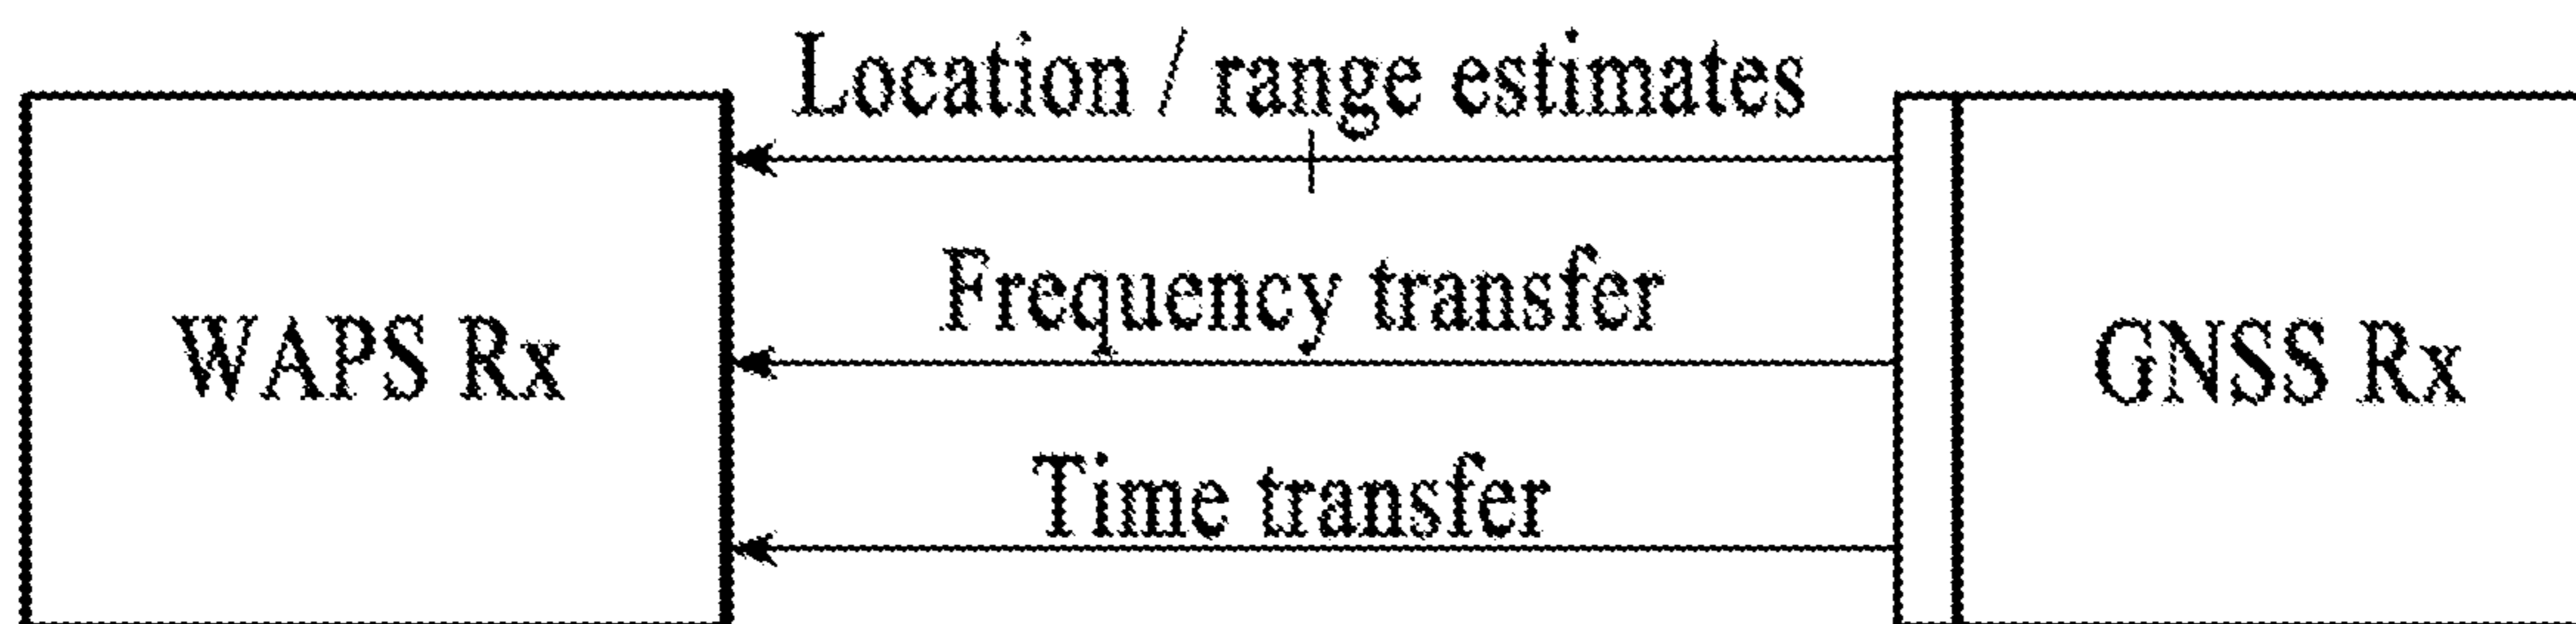 Location / range estimates
Frequency transfer
WAPS Rx
GNSS Rx
Time transfer